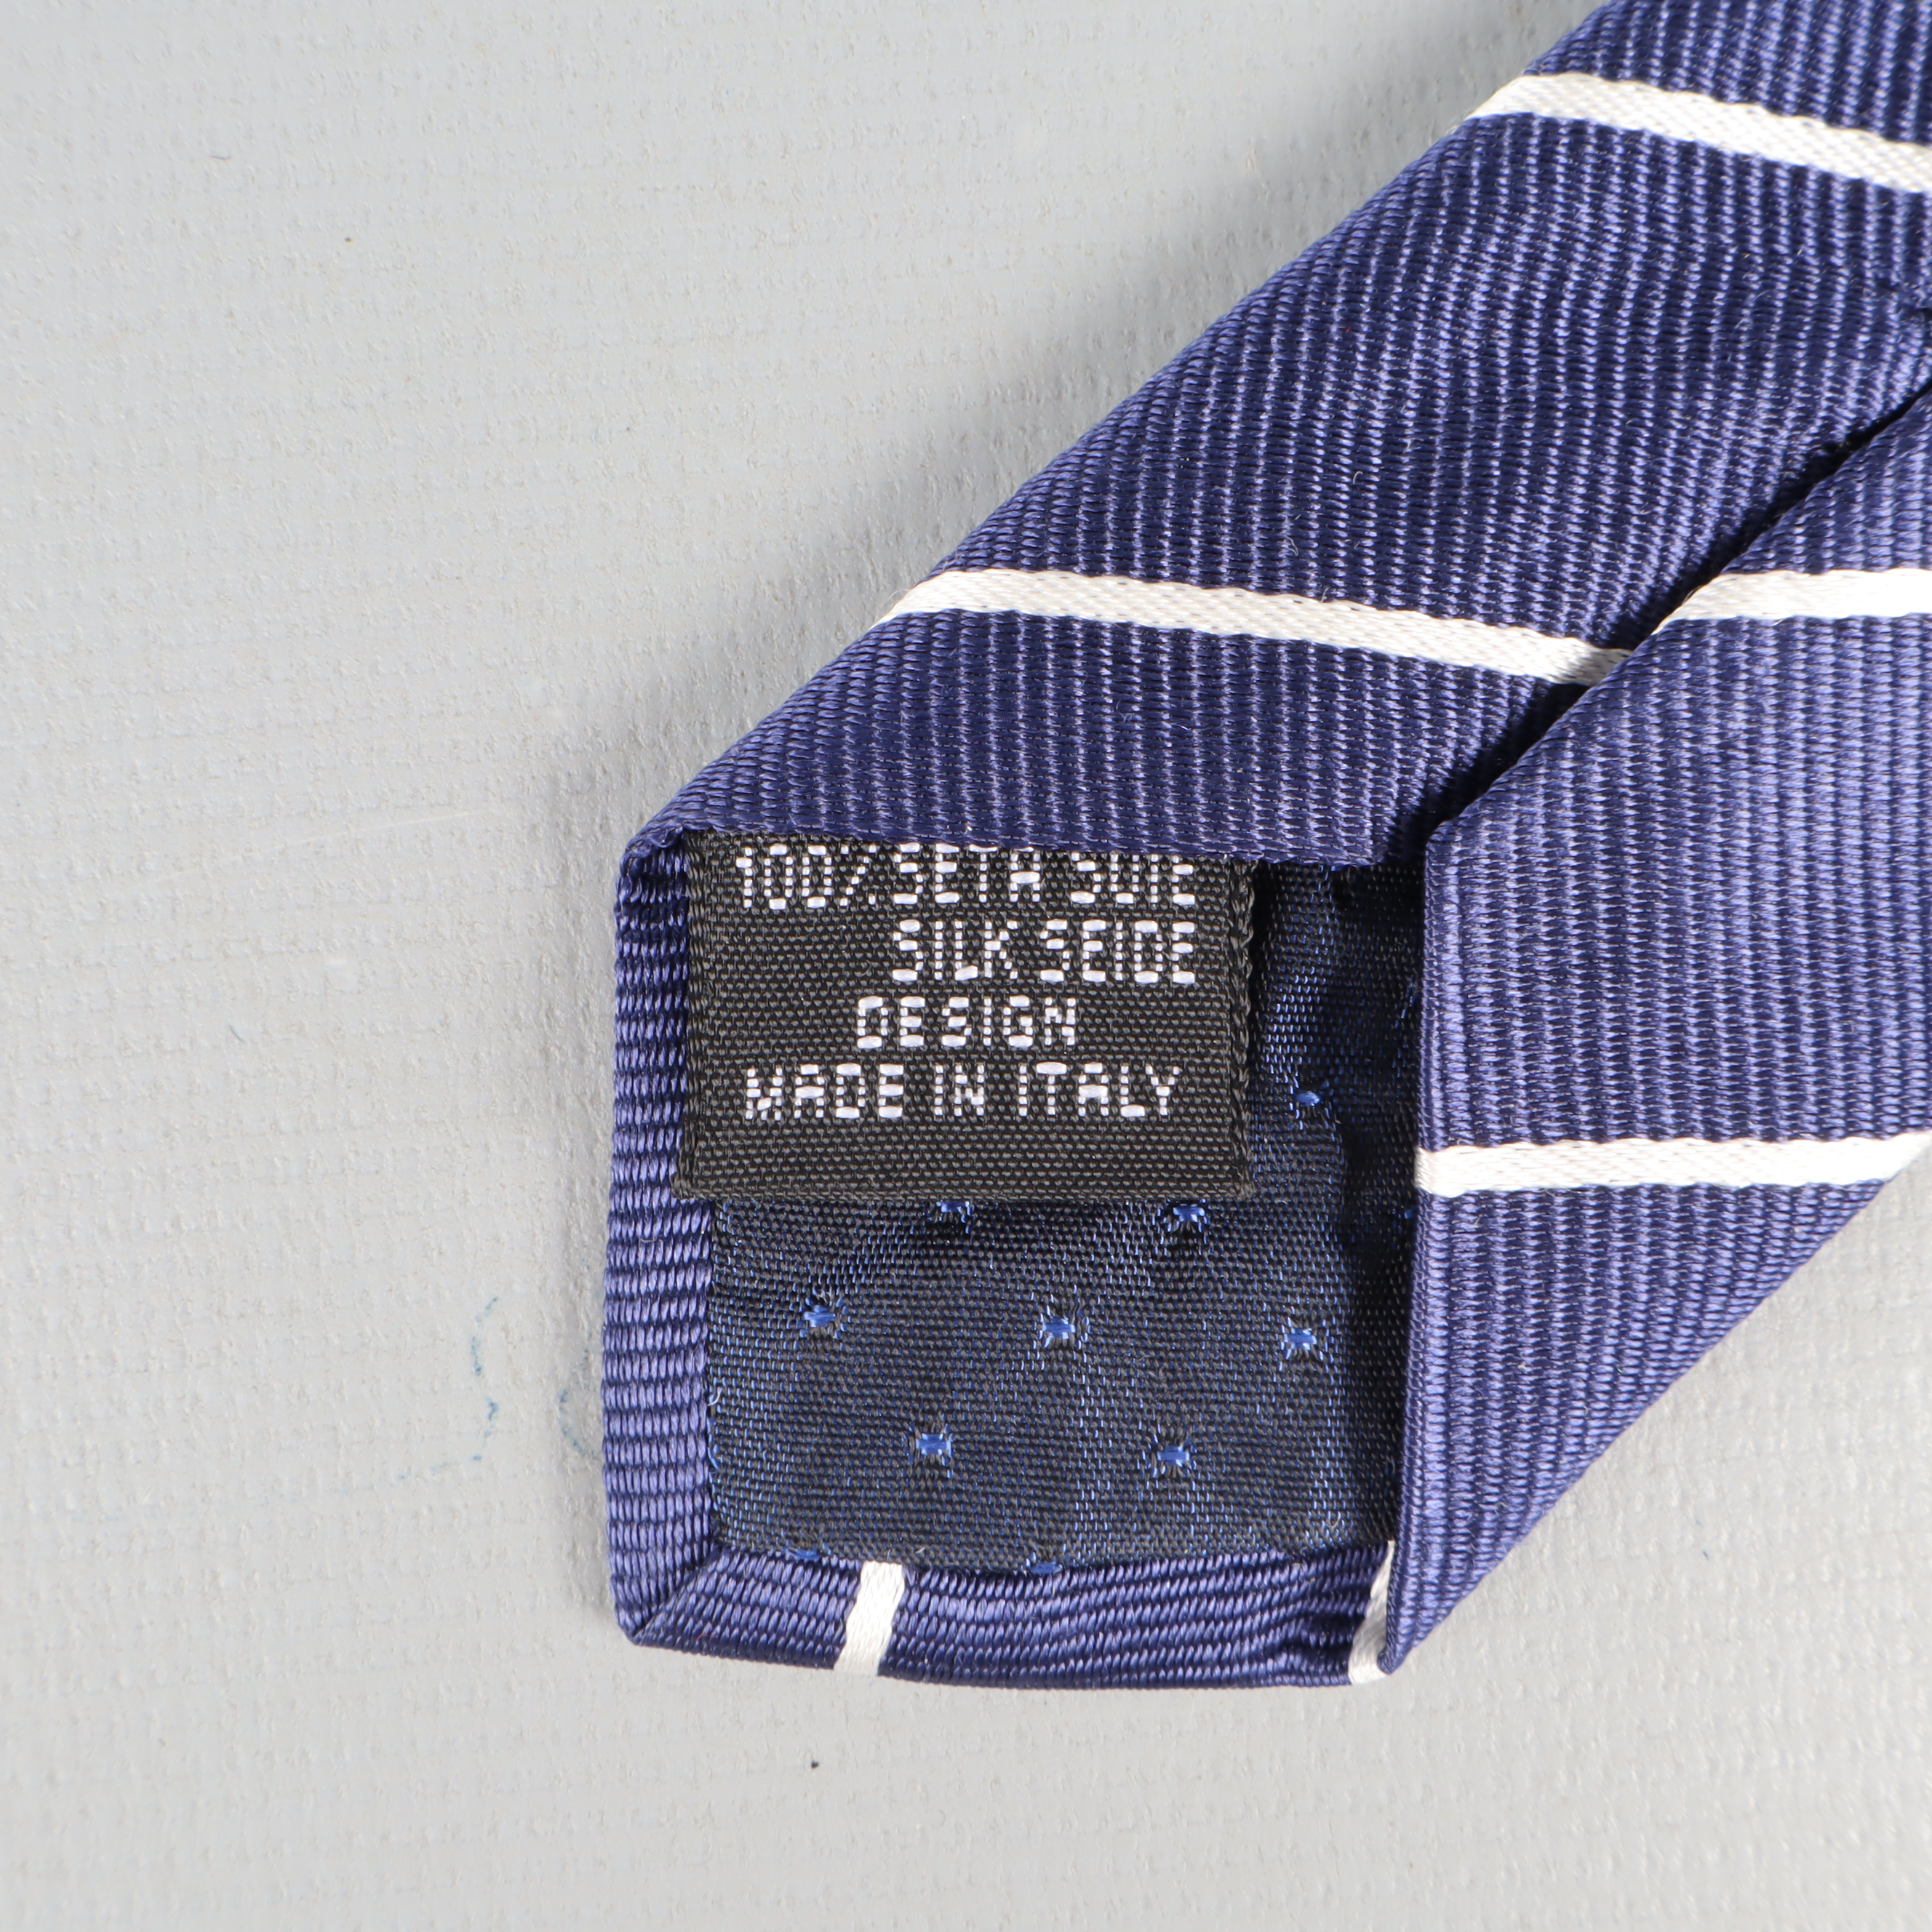 100% SETA SOIE
SILK SEIDE
DESIGN
MADE IN ITALY